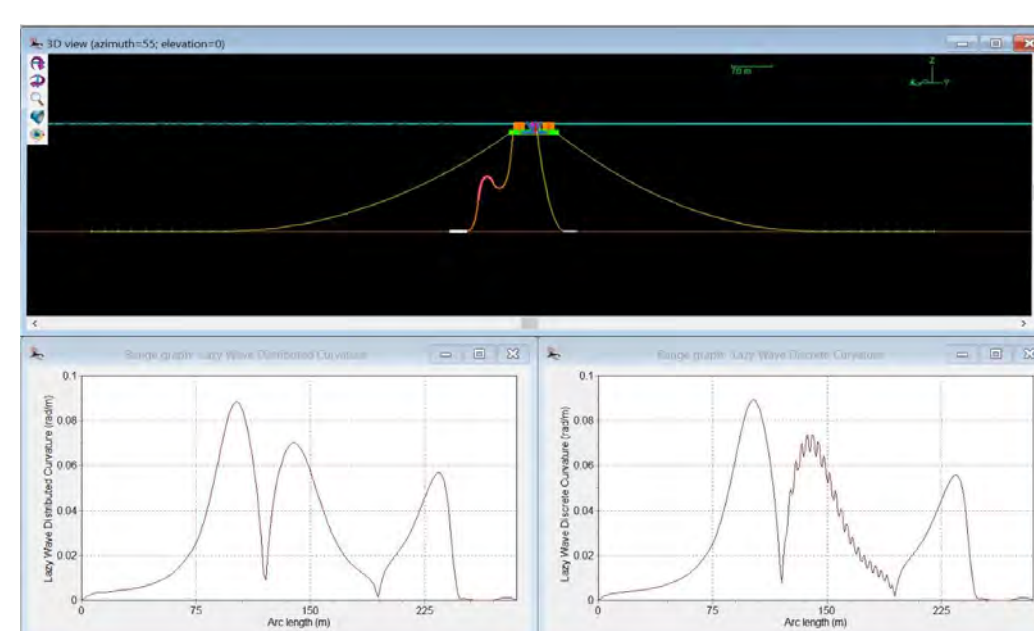 3D view (azimuth=55; elevation=0)
70 m
Z
Y
Range graph: Lazy Wave Distributed Curvature
Lazy Wave Distributed Curvature (rad/m)
0.1
0.08
0.06
0.04
0.02
0
0
75
150
225
Arc length (m)
Range graph: Lazy Wave Discrete Curvature
Lazy Wave Discrete Curvature (rad/m)
0.1
0.08
0.06
0.04
0.02
0
0
75
150
225
Arc length (m)